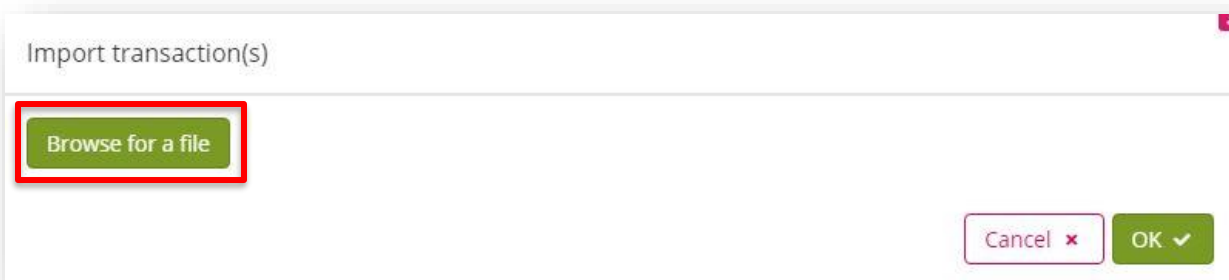 Import transaction(s)
Browse for a file
Cancel ×
OK ✓